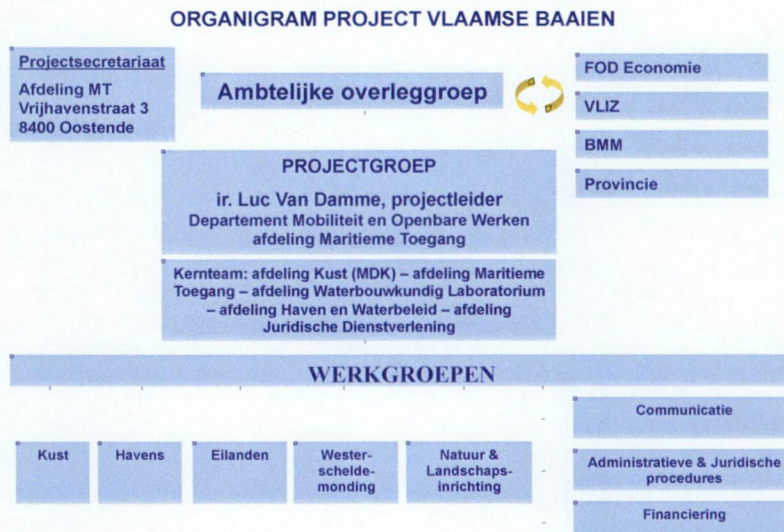 ORGANIGRAM PROJECT VLAAMSE BAAIEN
Projectsecretariaat
Afdeling MT
Vrijhavenstraat 3
8400 Oostende
Ambtelijke overleggroep
FOD Economie
VLIZ
BMM
Provincie
PROJECTGROEP
ir. Luc Van Damme, projectleider
Departement Mobiliteit en Openbare Werken
afdeling Maritieme Toegang
Kernteam: afdeling Kust (MDK) – afdeling Maritieme
Toegang – afdeling Waterbouwkundig Laboratorium
– afdeling Haven en Waterbeleid – afdeling
Juridische Dienstverlening
WERKGROEPEN
Kust
Havens
Eilanden
Wester-
schelde-
monding
Natuur &
Landschaps-
inrichting
Communicatie
Administratieve & Juridische
procedures
Financiering